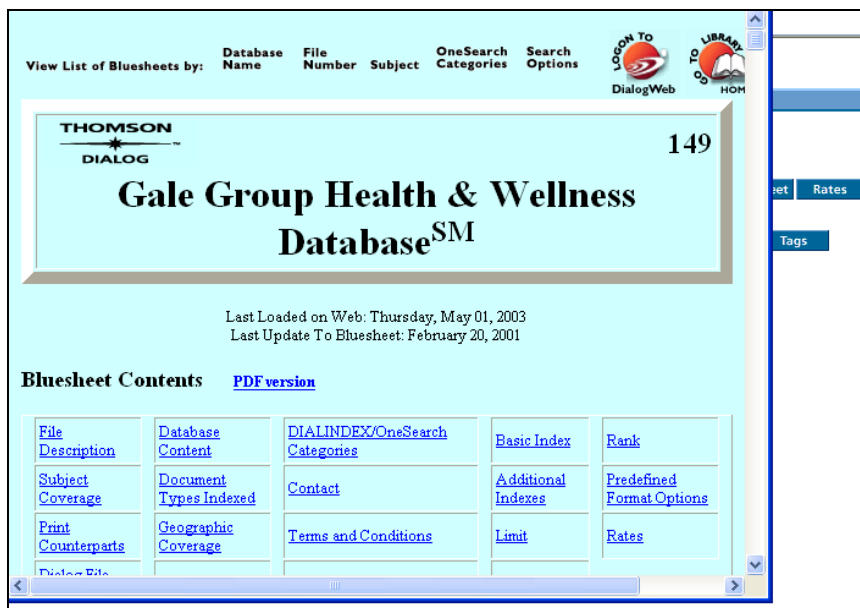 View List of Bluesheets by: Database Name File Number Subject OneSearch Categories Search Options
LOGON TO DialogWeb
GO TO LIBRARY HOM
THOMSON
DIALOG
149
Gale Group Health & Wellness
Database SM
Last Loaded on Web: Thursday, May 01, 2003
Last Update To Bluesheet: February 20, 2001
Bluesheet Contents PDF version
File Description
Database Content
DIALINDEX/OneSearch Categories
Basic Index
Rank
Subject Coverage
Document Types Indexed
Contact
Additional Indexes
Predefined Format Options
Print Counterparts
Geographic Coverage
Terms and Conditions
Limit
Rates
Dialog File
eet
Rates
Tags